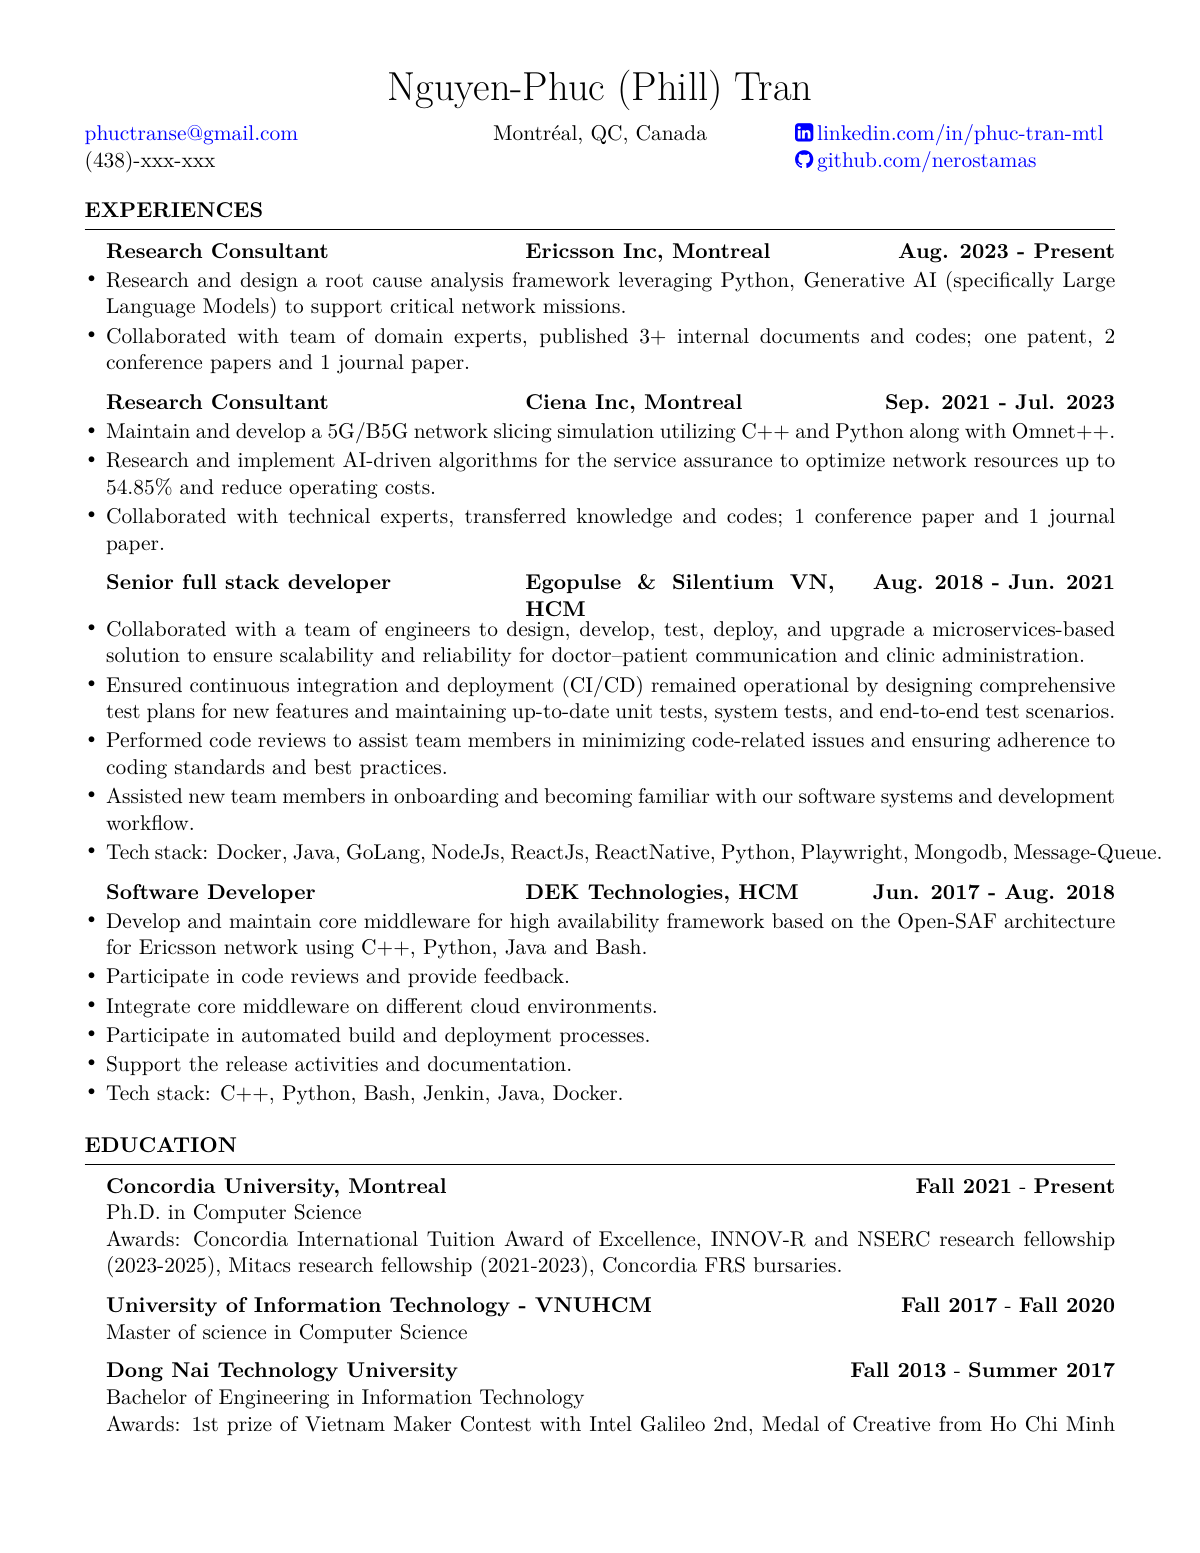 Nguyen-Phuc (Phill) Tran
phuctranse@gmail.com Montréal, QC, Canada linkedin.com/in/phuc-tran-mtl
(438)-xxx-xxx github.com/nerostamas
EXPERIENCES
Research Consultant Ericsson Inc, Montreal Aug. 2023 - Present
• Research and design a root cause analysis framework leveraging Python, Generative AI (specifically Large
Language Models) to support critical network missions.
• Collaborated with team of domain experts, published 3+ internal documents and codes; one patent, 2
conference papers and 1 journal paper.
Research Consultant Ciena Inc, Montreal Sep. 2021 - Jul. 2023
• Maintain and develop a 5G/B5G network slicing simulation utilizing C++ and Python along with Omnet++.
• Research and implement AI-driven algorithms for the service assurance to optimize network resources up to
54.85% and reduce operating costs.
• Collaborated with technical experts, transferred knowledge and codes; 1 conference paper and 1 journal
paper.
Senior full stack developer Egopulse & Silentium VN, Aug. 2018 - Jun. 2021
HCM
• Collaborated with a team of engineers to design, develop, test, deploy, and upgrade a microservices-based
solution to ensure scalability and reliability for doctor–patient communication and clinic administration.
• Ensured continuous integration and deployment (CI/CD) remained operational by designing comprehensive
test plans for new features and maintaining up-to-date unit tests, system tests, and end-to-end test scenarios.
• Performed code reviews to assist team members in minimizing code-related issues and ensuring adherence to
coding standards and best practices.
• Assisted new team members in onboarding and becoming familiar with our software systems and development
workflow.
• Tech stack: Docker, Java, GoLang, NodeJs, ReactJs, ReactNative, Python, Playwright, Mongodb, Message-Queue.
Software Developer DEK Technologies, HCM Jun. 2017 - Aug. 2018
• Develop and maintain core middleware for high availability framework based on the Open-SAF architecture
for Ericsson network using C++, Python, Java and Bash.
• Participate in code reviews and provide feedback.
• Integrate core middleware on different cloud environments.
• Participate in automated build and deployment processes.
• Support the release activities and documentation.
• Tech stack: C++, Python, Bash, Jenkin, Java, Docker.
EDUCATION
Concordia University, Montreal Fall 2021 - Present
Ph.D. in Computer Science
Awards: Concordia International Tuition Award of Excellence, INNOV-R and NSERC research fellowship
(2023-2025), Mitacs research fellowship (2021-2023), Concordia FRS bursaries.
University of Information Technology - VNUHCM Fall 2017 - Fall 2020
Master of science in Computer Science
Dong Nai Technology University Fall 2013 - Summer 2017
Bachelor of Engineering in Information Technology
Awards: 1st prize of Vietnam Maker Contest with Intel Galileo 2nd, Medal of Creative from Ho Chi Minh